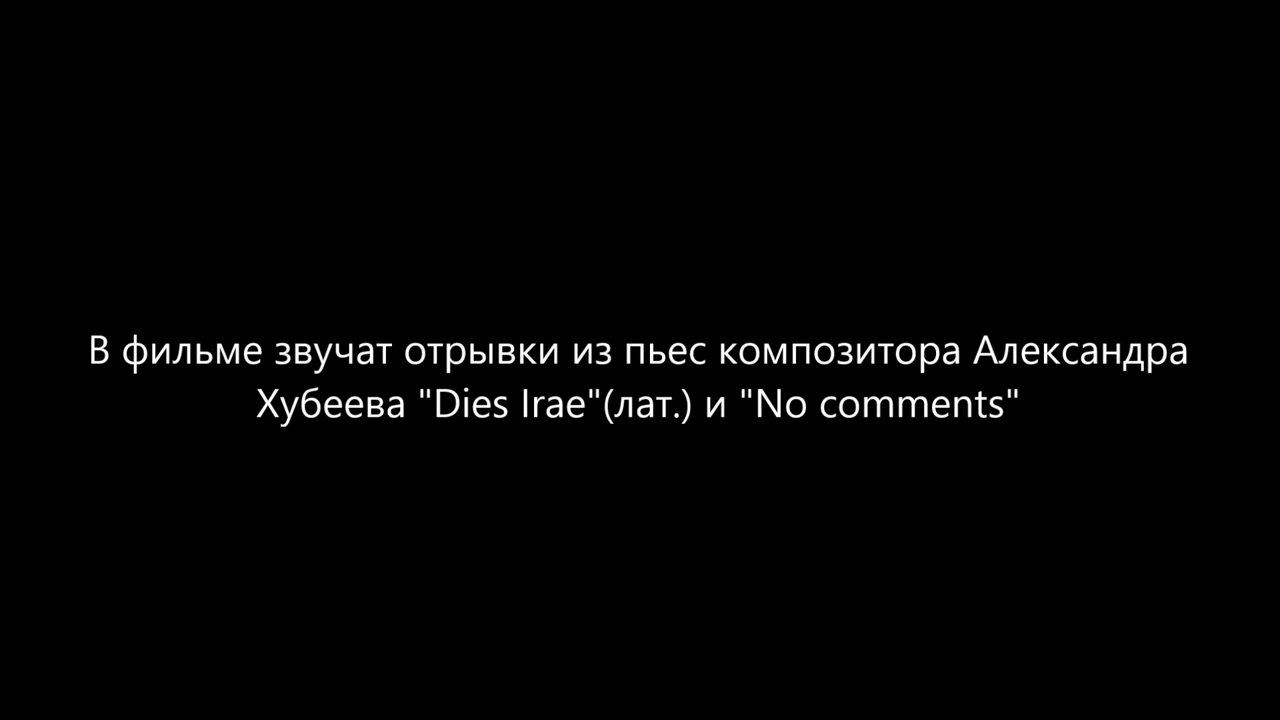 В фильме звучат отрывки из пьес композитора Александра
Хубеева "Dies Irae"(лат.) и "No comments"